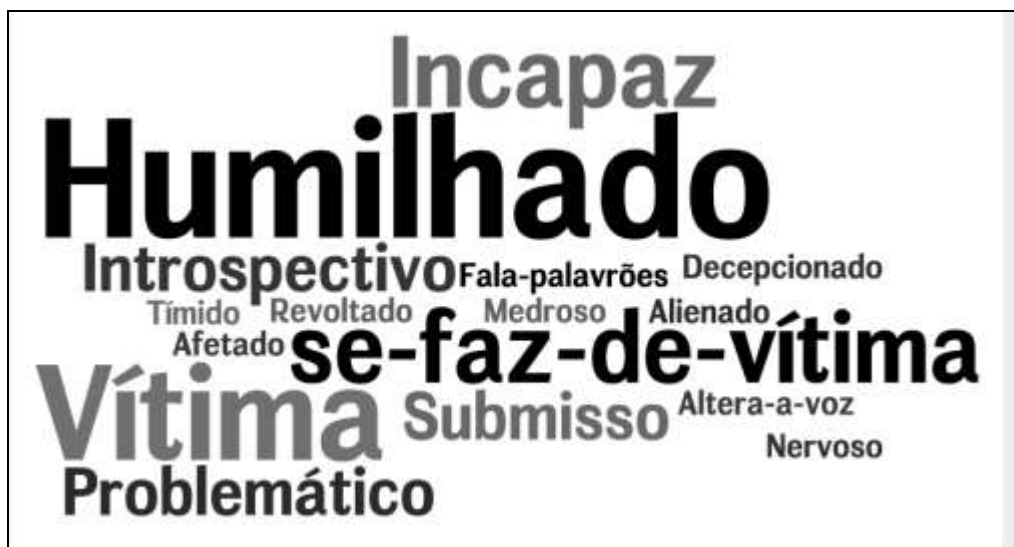 Incapaz
Humilhado
Introspectivo Fala-palavrões Decepcionado
Tímido Revoltado Medroso Alienado
Afetado se-faz-de-vítima
Vítima Submisso Altera-a-voz
Nervoso
Problemático